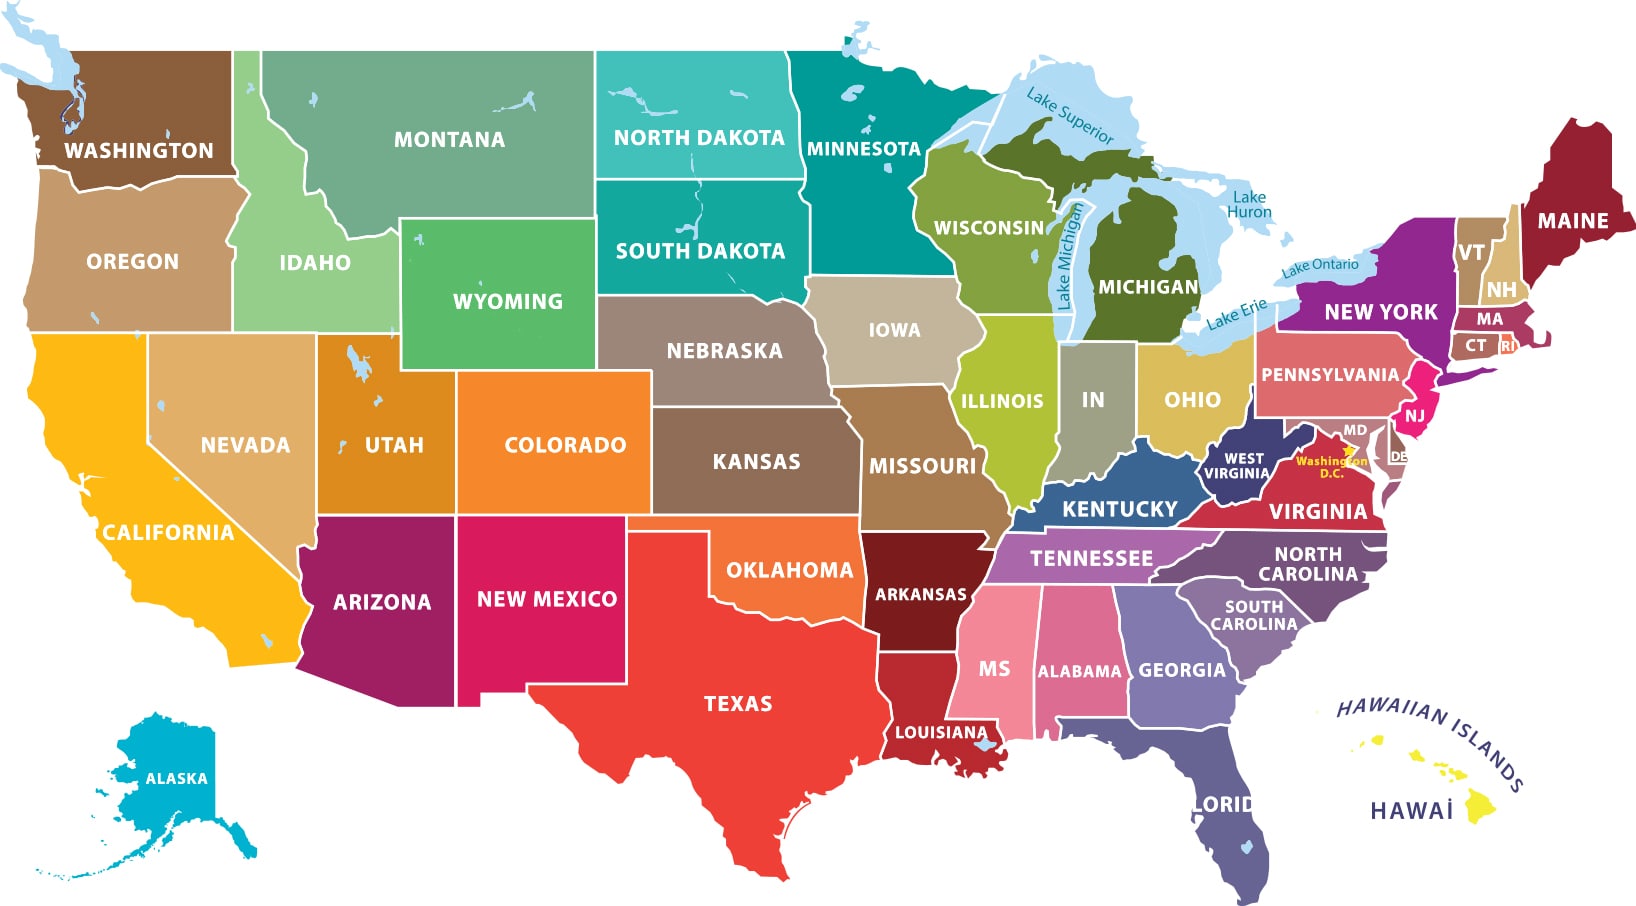 WASHINGTON
MONTANA
NORTH DAKOTA
MINNESOTA
Lake Superior
MAINE
OREGON
IDAHO
WYOMING
SOUTH DAKOTA
WISCONSIN
Lake Michigan
MICHIGAN
Lake
Huron
Lake Ontario
Lake Erie
NEW YORK
VT
NH
MA
CT
RI
NEVADA
UTAH
COLORADO
NEBRASKA
IOWA
ILLINOIS
IN
OHIO
PENNSYLVANIA
NJ
MD
DE
Washington
D.C.
WEST
VIRGINIA
VIRGINIA
KANSAS
MISSOURI
KENTUCKY
CALIFORNIA
ARIZONA
NEW MEXICO
OKLAHOMA
ARKANSAS
TENNESSEE
NORTH
CAROLINA
SOUTH
CAROLINA
TEXAS
LOUISIANA
MS
ALABAMA
GEORGIA
LORID
ALASKA
HAWAIIAN ISLANDS
HAWAİ